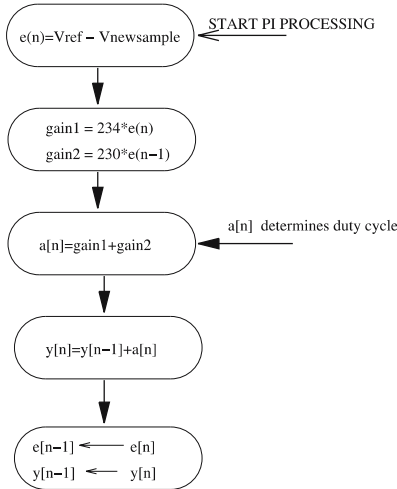 START PI PROCESSING
e(n)=Vref − Vnewsample
gain1 = 234*e(n)
gain2 = 230*e(n−1)
a[n] determines duty cycle
a[n]=gain1+gain2
y[n]=y[n−1]+a[n]
e[n−1] ← e[n]
y[n−1] ← y[n]